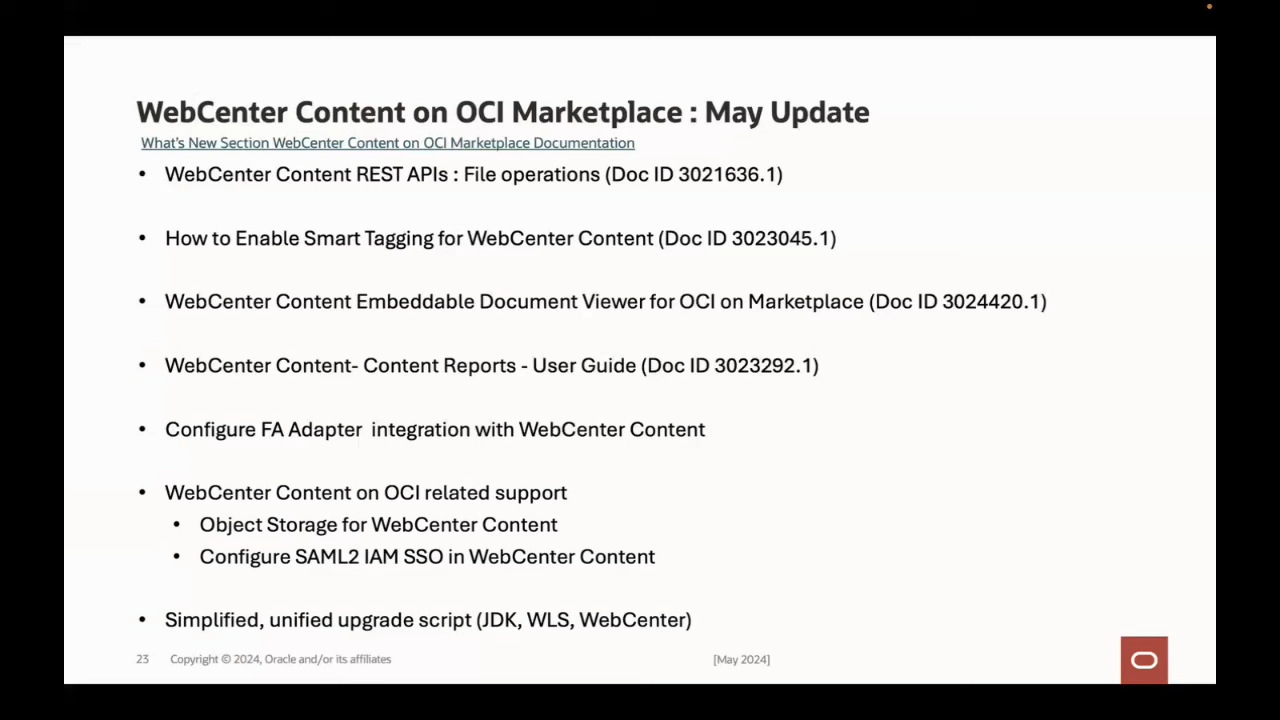 WebCenter Content on OCI Marketplace : May Update
What's New Section WebCenter Content on OCI Marketplace Documentation
• WebCenter Content REST APIs : File operations (Doc ID 3021636.1)
• How to Enable Smart Tagging for WebCenter Content (Doc ID 3023045.1)
• WebCenter Content Embeddable Document Viewer for OCI on Marketplace (Doc ID 3024420.1)
• WebCenter Content- Content Reports - User Guide (Doc ID 3023292.1)
• Configure FA Adapter  integration with WebCenter Content
• WebCenter Content on OCI related support
• Object Storage for WebCenter Content
• Configure SAML2 IAM SSO in WebCenter Content
• Simplified, unified upgrade script (JDK, WLS, WebCenter)
23 Copyright © 2024, Oracle and/or its affiliates [May 2024]